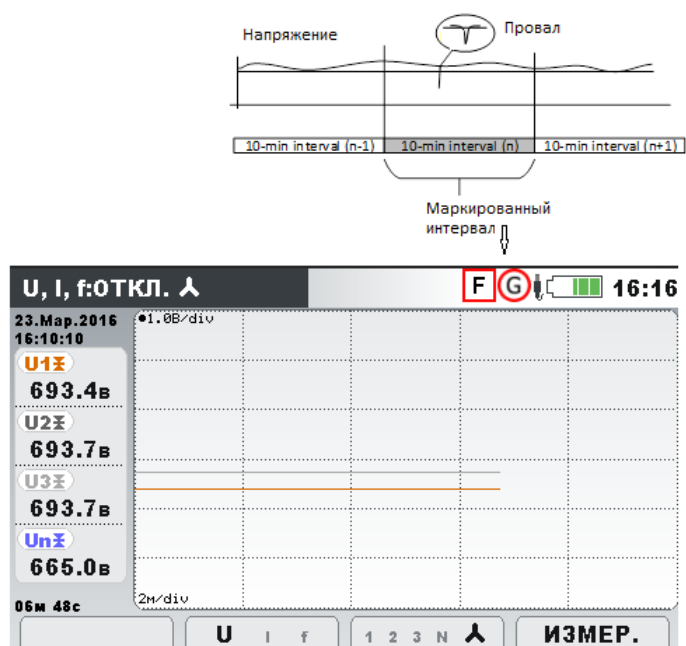 Напряжение
Провал
10-min interval (n-1) 10-min interval (n) 10-min interval (n+1)
Маркированный
интервал
U, I, f:ОТКЛ. F G 16:16
23.Мар.2016
16:10:10
●1.0В/div
U1
693.4в
U2
693.7в
U3
693.7в
Un
665.0в
06м 48с
2м/div
U I f 1 2 3 N ИЗМЕР.